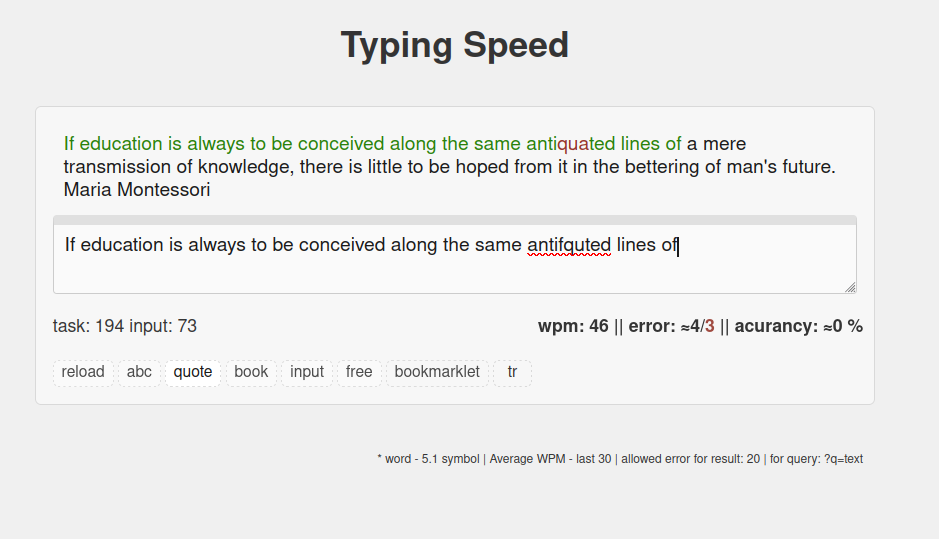 Typing Speed
If education is always to be conceived along the same antiquated lines of a mere
transmission of knowledge, there is little to be hoped from it in the bettering of man's future.
Maria Montessori
If education is always to be conceived along the same antifquted lines of
task: 194 input: 73
wpm: 46 || error: ≈4/3 || acurancy: ≈0 %
reload abc quote book input free bookmarklet tr
* word - 5.1 symbol | Average WPM - last 30 | allowed error for result: 20 | for query: ?q=text